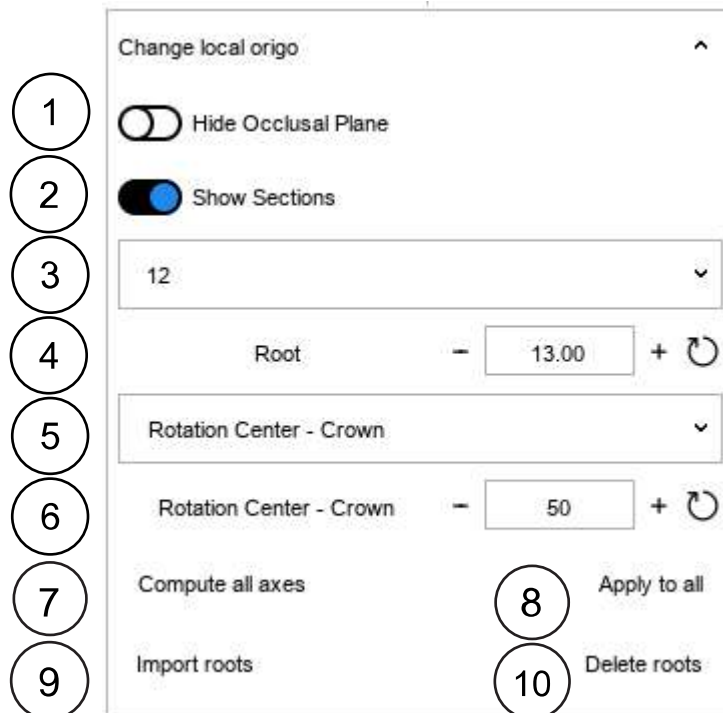 Change local origo
1 Hide Occlusal Plane
2 Show Sections
3 12
4 Root - 13.00 +
5 Rotation Center - Crown
6 Rotation Center - Crown - 50 +
7 Compute all axes 8 Apply to all
9 Import roots 10 Delete roots